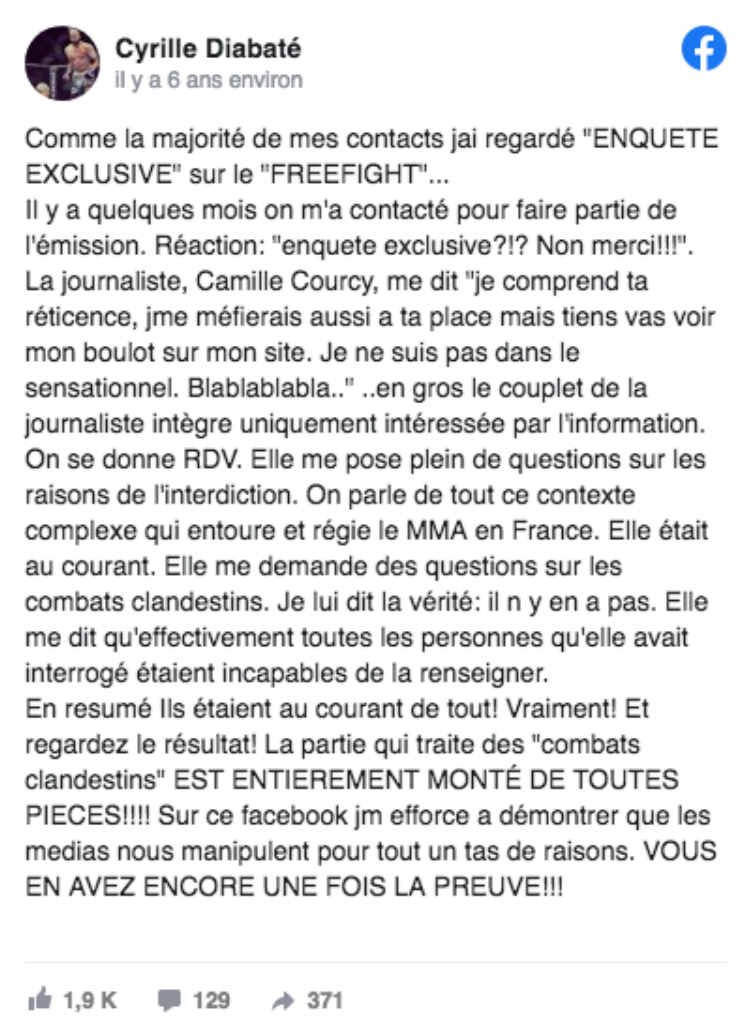 Cyrille Diabaté
il y a 6 ans environ
Comme la majorité de mes contacts jai regardé "ENQUETE
EXCLUSIVE" sur le "FREEFIGHT"...
Il y a quelques mois on m'a contacté pour faire partie de
l'émission. Réaction: "enquete exclusive?!? Non merci!!!".
La journaliste, Camille Courcy, me dit "je comprend ta
réticence, jme méfierais aussi a ta place mais tiens vas voir
mon boulot sur mon site. Je ne suis pas dans le
sensationnel. Blablablabla.." ..en gros le couplet de la
journaliste intègre uniquement intéressée par l'information.
On se donne RDV. Elle me pose plein de questions sur les
raisons de l'interdiction. On parle de tout ce contexte
complexe qui entoure et régie le MMA en France. Elle était
au courant. Elle me demande des questions sur les
combats clandestins. Je lui dit la vérité: il n y en a pas. Elle
me dit qu'effectivement toutes les personnes qu'elle avait
interrogé étaient incapables de la renseigner.
En resumé Ils étaient au courant de tout! Vraiment! Et
regardez le résultat! La partie qui traite des "combats
clandestins" EST ENTIEREMENT MONTÉ DE TOUTES
PIECES!!!! Sur ce facebook jm efforce a démontrer que les
medias nous manipulent pour tout un tas de raisons. VOUS
EN AVEZ ENCORE UNE FOIS LA PREUVE!!!
1,9 K 129 371